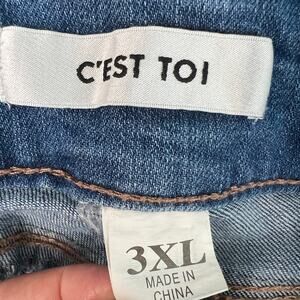 C'EST TOI
3XL
MADE IN
CHINA